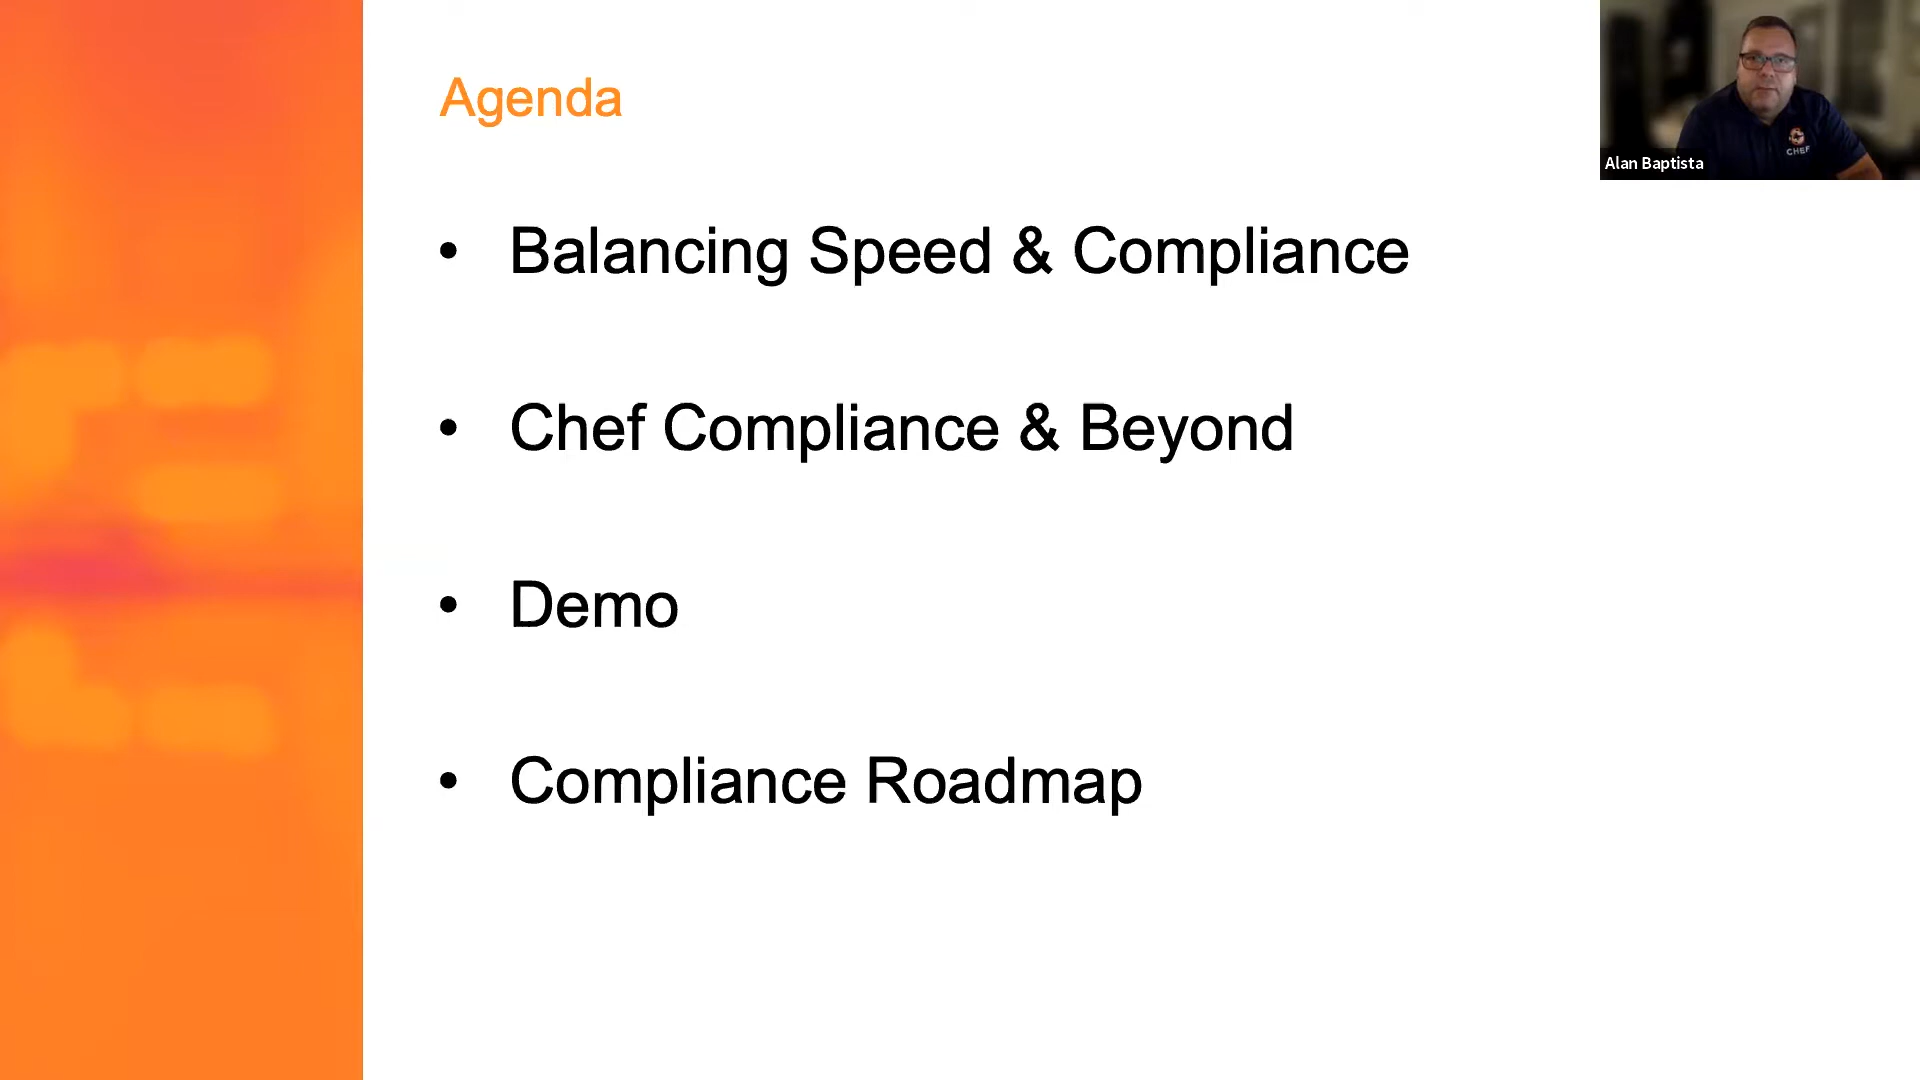 Agenda
• Balancing Speed & Compliance
• Chef Compliance & Beyond
• Demo
• Compliance Roadmap
CHEF
Alan Baptista